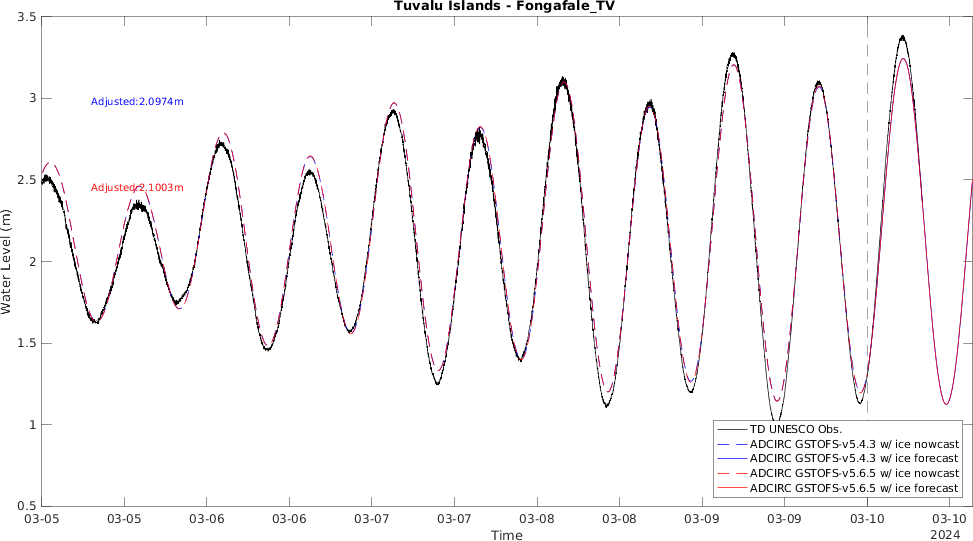 Tuvalu Islands - Fongafale_TV
3.5
3
2.5
2
1.5
1
0.5
Water Level (m)
Adjusted:2.0974m
Adjusted:2.1003m
TD UNESCO Obs.
ADCIRC GSTOFS-v5.4.3 w/ ice nowcast
ADCIRC GSTOFS-v5.4.3 w/ ice forecast
ADCIRC GSTOFS-v5.6.5 w/ ice nowcast
ADCIRC GSTOFS-v5.6.5 w/ ice forecast
03-05 03-05 03-06 03-06 03-07 03-07 03-08 03-08 03-09 03-09 03-10 03-10
2024
Time